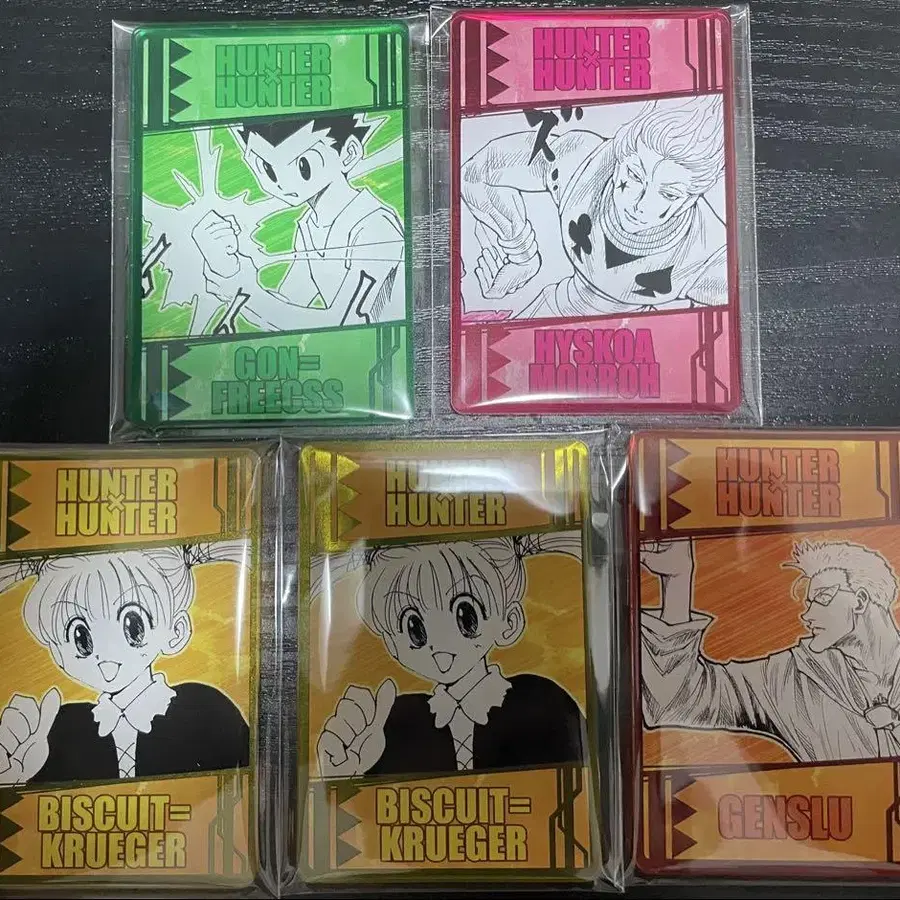 HUNTER
×
HUNTER
GON=
FREECSS
HUNTER
×
HUNTER
ズ
HYSKOA
MORROH
HUNTER
×
HUNTER
BISCUIT=
KRUEGER
HUNTER
×
HUNTER
BISCUIT=
KRUEGER
HUNTER
×
HUNTER
GENSLU